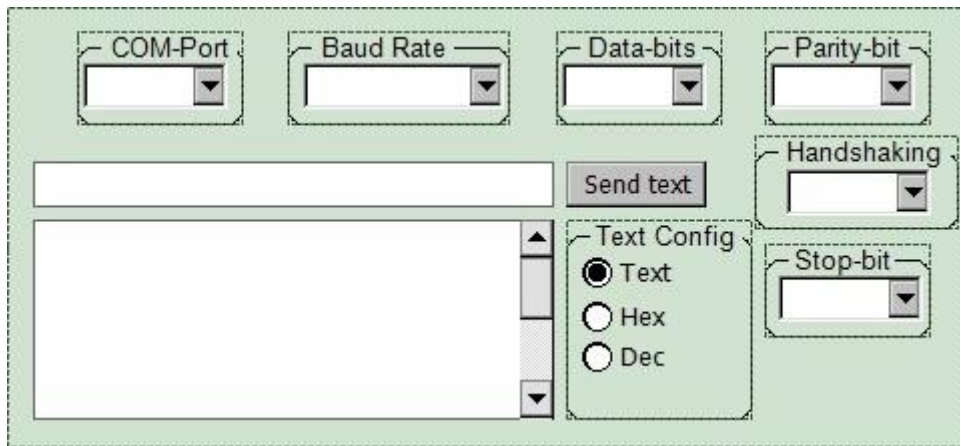 COM-Port
Baud Rate
Data-bits
Parity-bit
Handshaking
Send text
Text Config
Text
Hex
Dec
Stop-bit